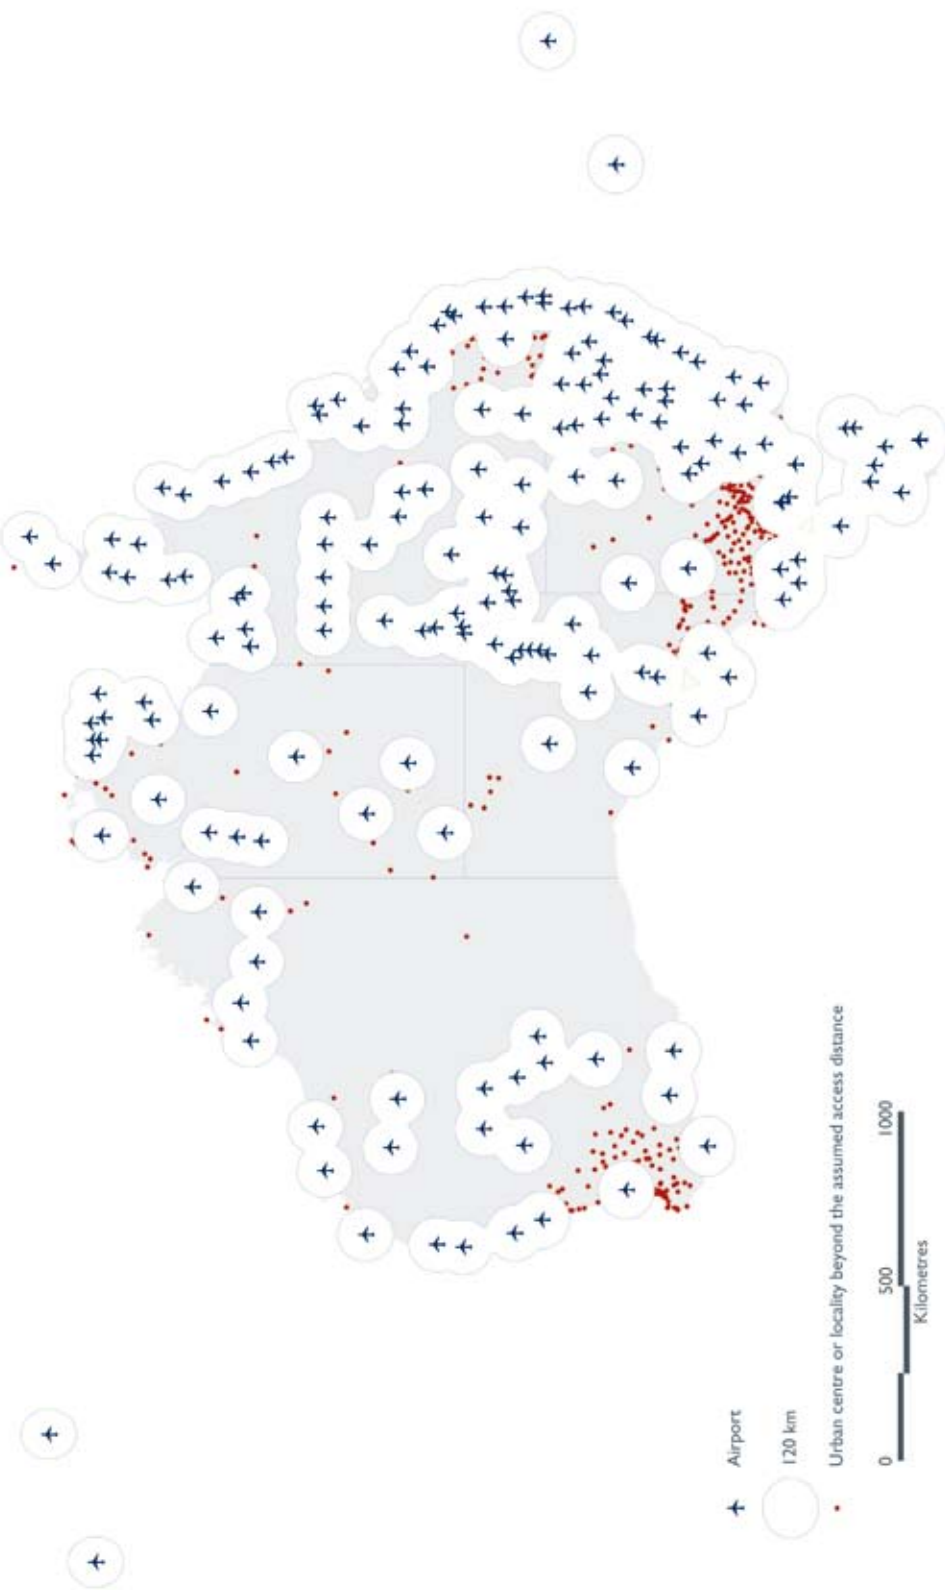 Airport
120 km
Urban centre or locality beyond the assumed access distance
0 500 1000
Kilometres